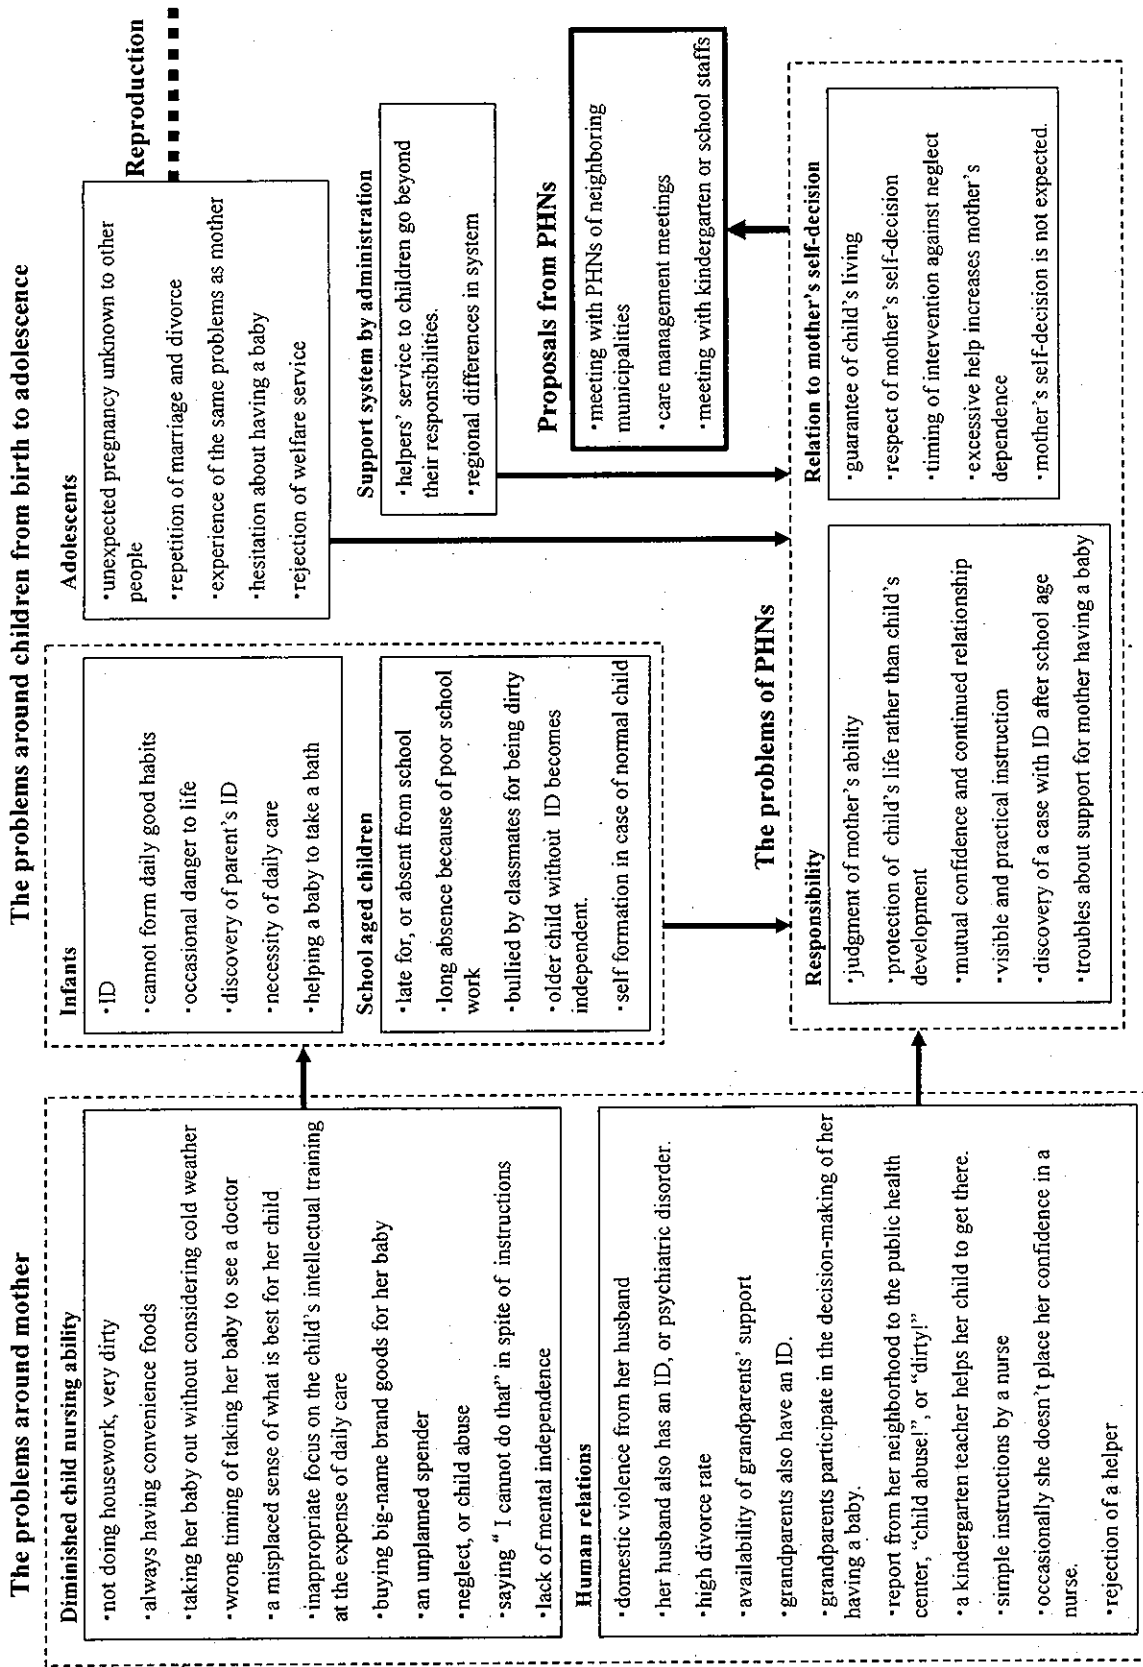 The problems around mother
Diminished child nursing ability
・not doing housework, very dirty
・always having convenience foods
・taking her baby out without considering cold weather
・wrong timing of taking her baby to see a doctor
・a misplaced sense of what is best for her child
・inappropriate focus on the child's intellectual training
at the expense of daily care
・buying big-name brand goods for her baby
・an unplanned spender
・neglect, or child abuse
・saying " I cannot do that" in spite of instructions
・lack of mental independence
Human relations
・domestic violence from her husband
・her husband also has an ID, or psychiatric disorder.
・high divorce rate
・availability of grandparents' support
・grandparents also have an ID.
・grandparents participate in the decision-making of her
having a baby.
・report from her neighborhood to the public health
center, "child abuse!", or "dirty!"
・a kindergarten teacher helps her child to get there.
・simple instructions by a nurse
・occasionally she doesn't place her confidence in a
nurse.
・rejection of a helper
The problems around children from birth to adolescence
Infants
・ID
・cannot form daily good habits
・occasional danger to life
・discovery of parent's ID
・necessity of daily care
・helping a baby to take a bath
School aged children
・late for, or absent from school
・long absence because of poor school
work
・bullied by classmates for being dirty
・older child without ID becomes
independent.
・self formation in case of normal child
Adolescents
・unexpected pregnancy unknown to other
people
・repetition of marriage and divorce
・experience of the same problems as mother
・hesitation about having a baby
・rejection of welfare service
Reproduction
Support system by administration
・helpers' service to children go beyond
their responsibilities.
・regional differences in system
Proposals from PHNs
・meeting with PHNs of neighboring
municipalities
・care management meetings
・meeting with kindergarten or school staffs
The problems of PHNs
Responsibility
・judgment of mother's ability
・protection of child's life rather than child's
development
・mutual confidence and continued relationship
・visible and practical instruction
・discovery of a case with ID after school age
・troubles about support for mother having a baby
Relation to mother's self-decision
・guarantee of child's living
・respect of mother's self-decision
・timing of intervention against neglect
・excessive help increases mother's
dependence
・mother's self-decision is not expected.